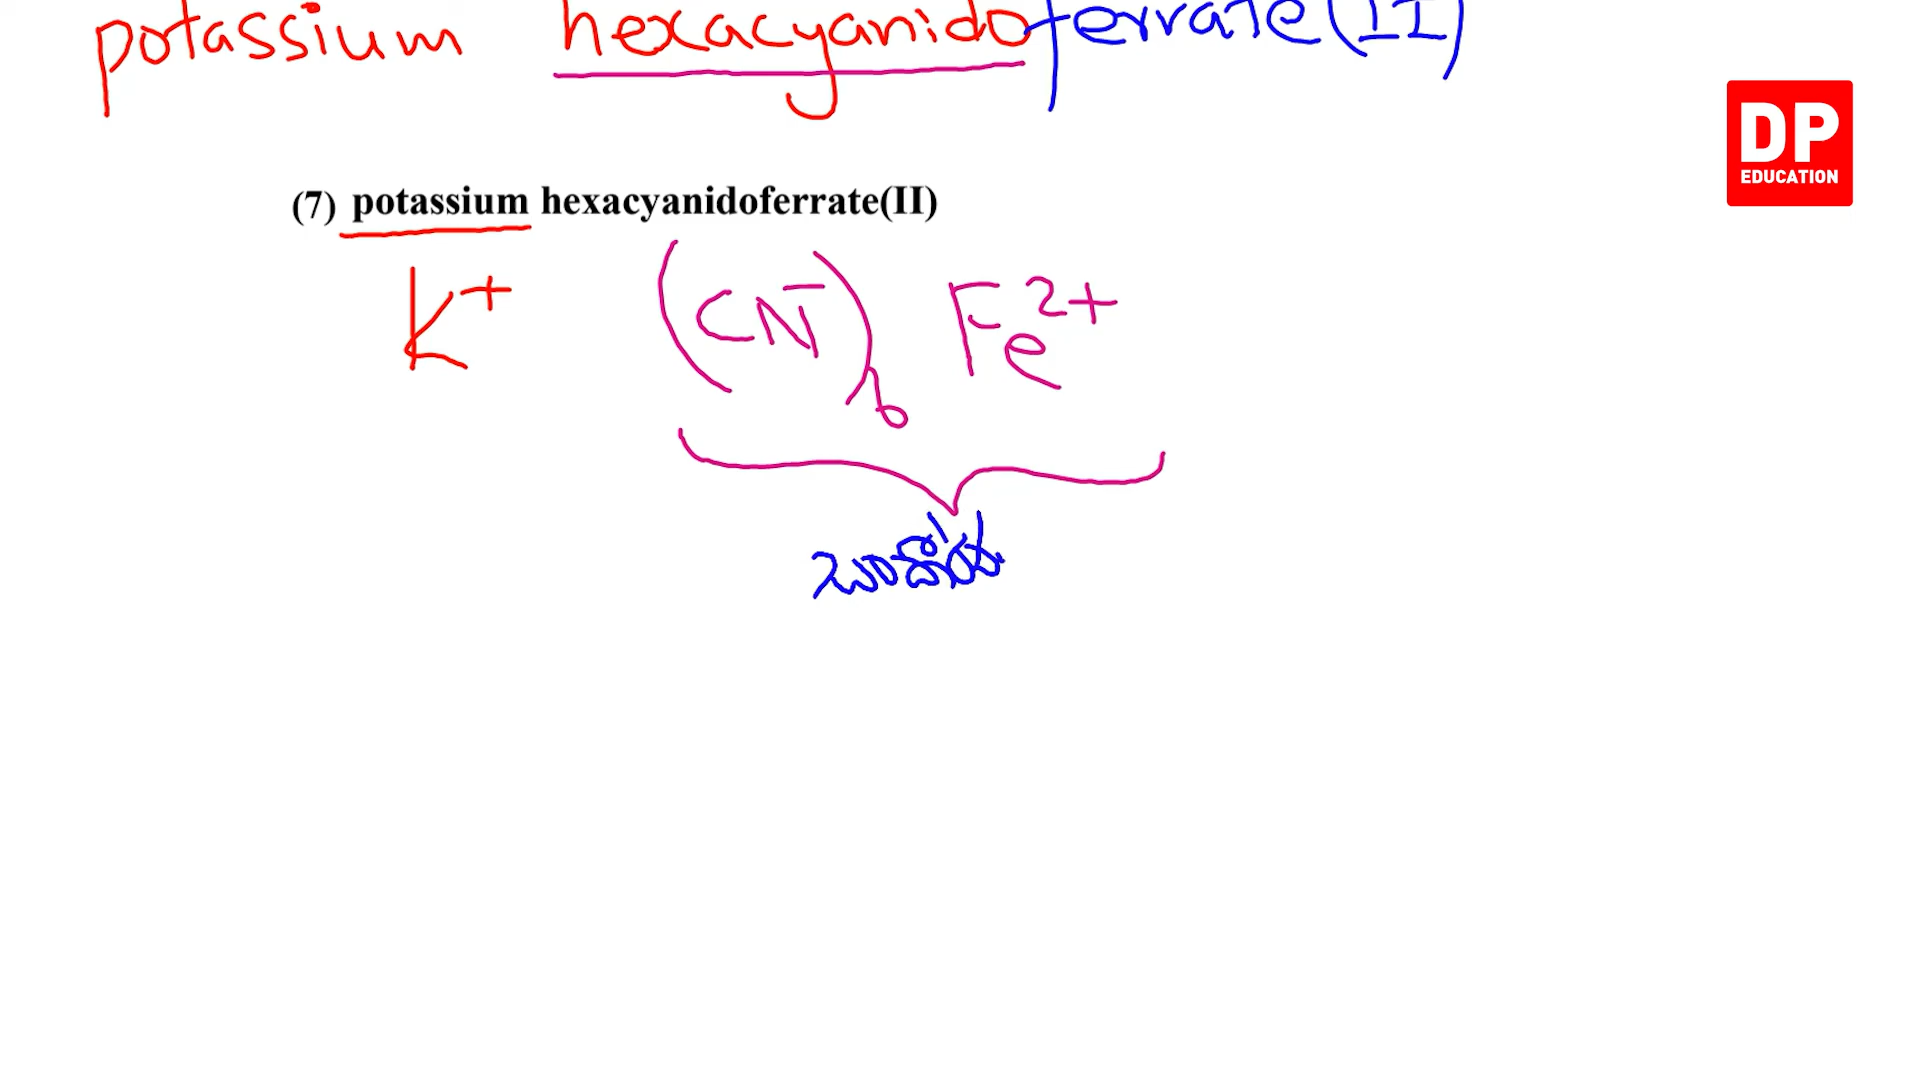 potassium hexacyanidoferrate(II)
DP
EDUCATION
(7) potassium hexacyanidoferrate(II)
K+ (CN-)6 Fe2+